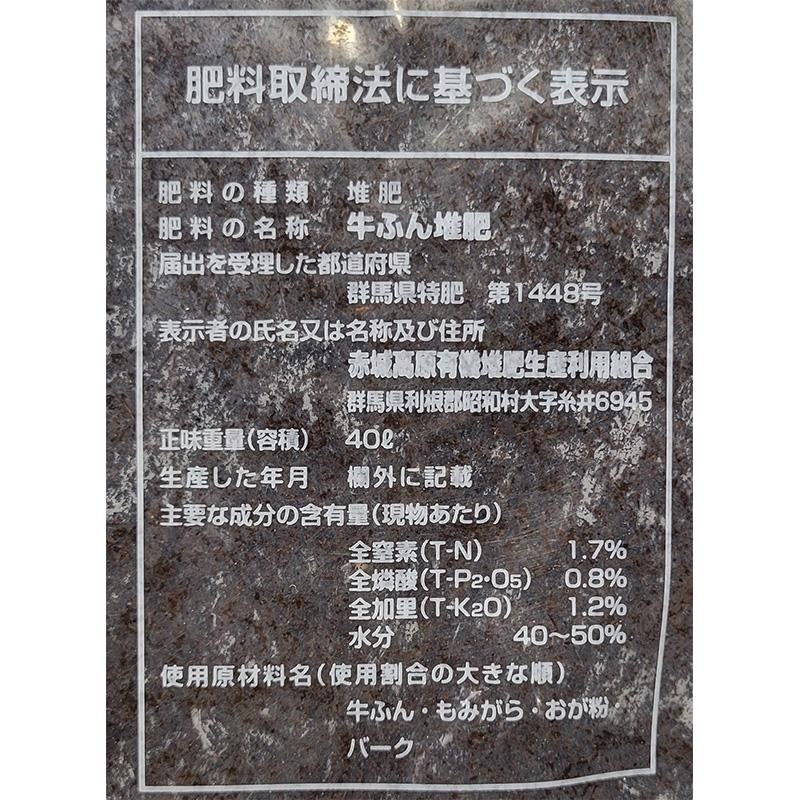 肥料取締法に基づく表示
肥料の種類 堆肥
肥料の名称 牛ふん堆肥
届出を受理した都道府県
群馬県特肥 第1448号
表示者の氏名又は名称及び住所
赤城高原有機堆肥生産利用組合
群馬県利根郡昭和村大字糸井6945
正味重量(容積) 40ℓ
生産した年月 欄外に記載
主要な成分の含有量(現物あたり)
全窒素(T-N) 1.7%
全燐酸(T-P2・O5) 0.8%
全加里(T-K2O) 1.2%
水分 40〜50%
使用原材料名(使用割合の大きな順)
牛ふん・もみがら・おが粉・
バーク